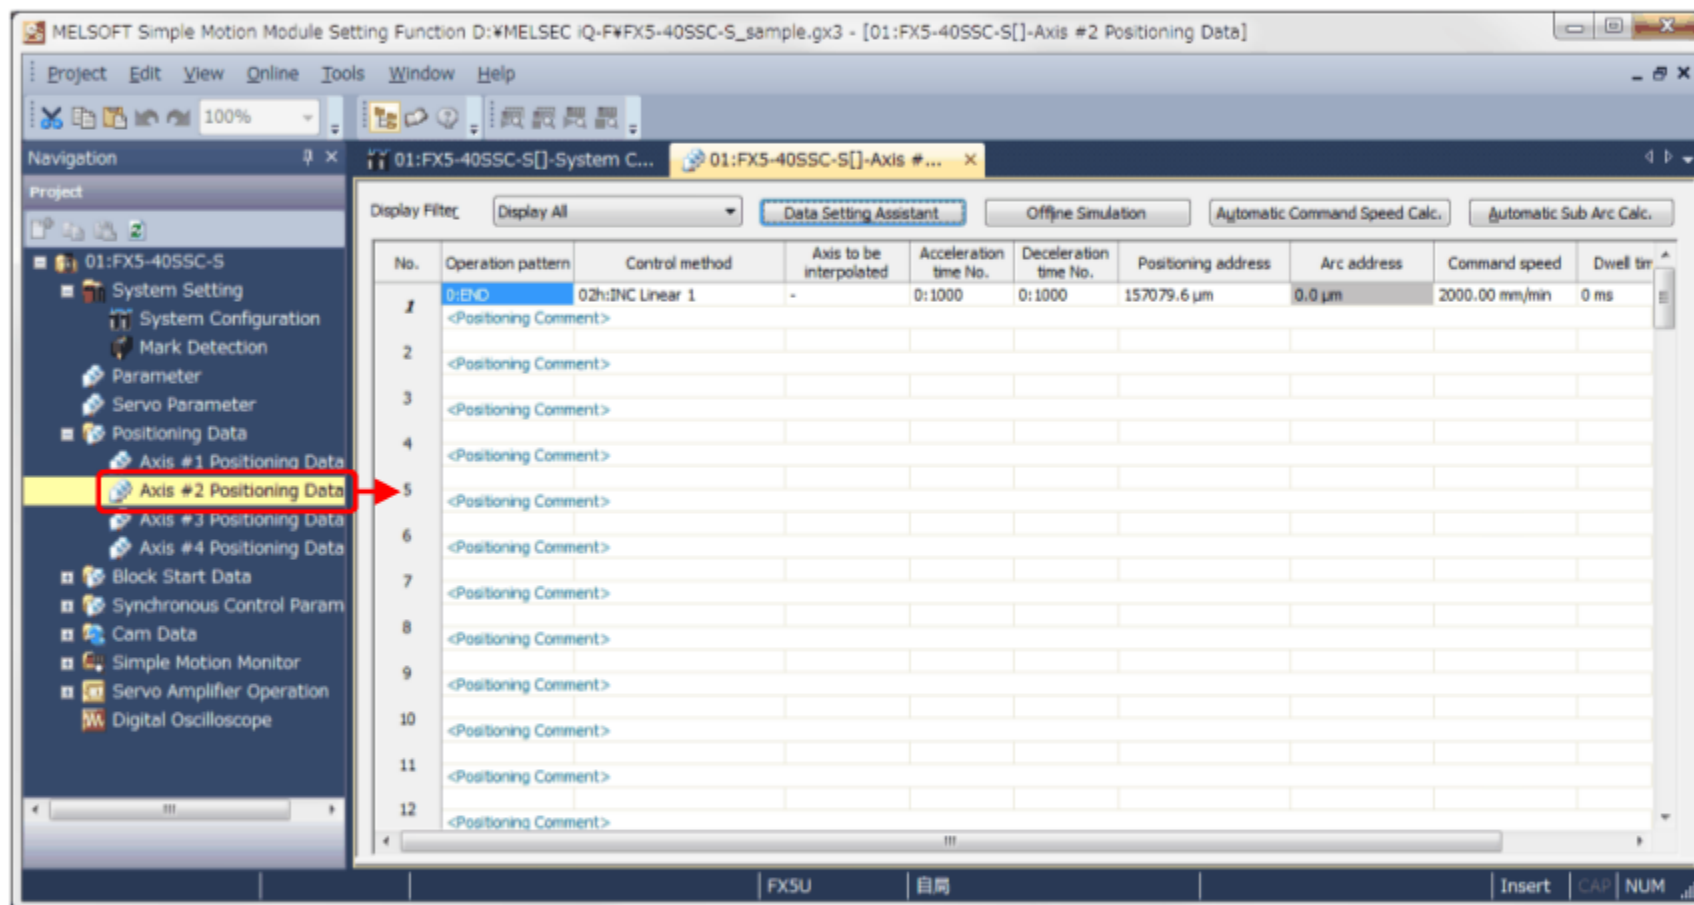 MELSOFT Simple Motion Module Setting Function D:¥MELSEC iQ-F¥FX5-40SSC-S_sample.gx3 - [01:FX5-40SSC-S[]-Axis #2 Positioning Data]
Project Edit View Online Tools Window Help
100%
Navigation
01:FX5-40SSC-S[]-System C... 01:FX5-40SSC-S[]-Axis #...
Project
Display Filter Display All Data Setting Assistant Offline Simulation Automatic Command Speed Calc. Automatic Sub Arc Calc.
01:FX5-40SSC-S
System Setting
System Configuration
Mark Detection
Parameter
Servo Parameter
Positioning Data
Axis #1 Positioning Data
Axis #2 Positioning Data
Axis #3 Positioning Data
Axis #4 Positioning Data
Block Start Data
Synchronous Control Param
Cam Data
Simple Motion Monitor
Servo Amplifier Operation
Digital Oscilloscope
No. Operation pattern Control method Axis to be interpolated Acceleration time No. Deceleration time No. Positioning address Arc address Command speed Dwell tim
1 0:END 02h:INC Linear 1 - 0:1000 0:1000 157079.6 µm 0.0 µm 2000.00 mm/min 0 ms
<Positioning Comment>
2
<Positioning Comment>
3
<Positioning Comment>
4
<Positioning Comment>
5
<Positioning Comment>
6
<Positioning Comment>
7
<Positioning Comment>
8
<Positioning Comment>
9
<Positioning Comment>
10
<Positioning Comment>
11
<Positioning Comment>
12
<Positioning Comment>
FX5U 自局 Insert CAP NUM